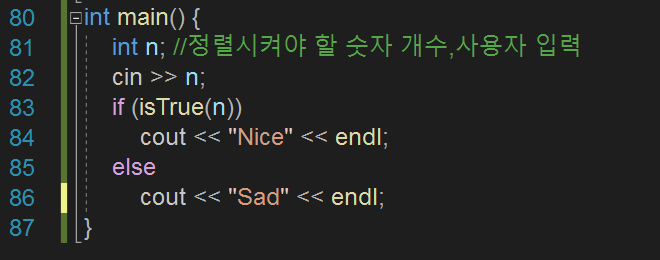 80 int main() {
81 int n; //정렬시켜야 할 숫자 개수,사용자 입력
82 cin >> n;
83 if (isTrue(n))
84 cout << "Nice" << endl;
85 else
86 cout << "Sad" << endl;
87 }